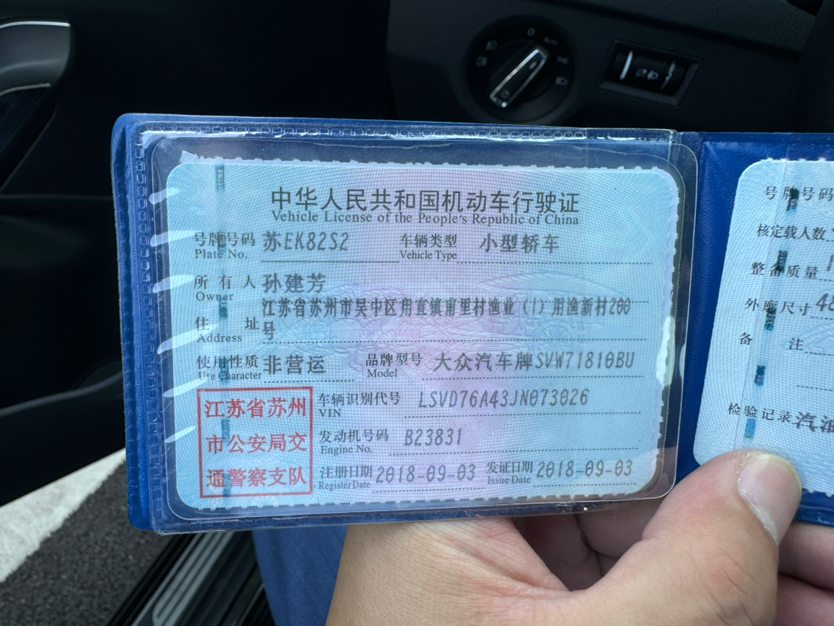 中华人民共和国机动车行驶证
Vehicle License of the People's Republic of China
号牌号码 苏EK82S2 车辆类型 小型轿车
Plate No. Vehicle Type
所有人 孙建芳
Owner
江苏省苏州市吴中区甪直镇甫里村渔业（1）甪渔新村200
住址 号
Address
使用性质 非营运 品牌型号 大众汽车牌SVW71810BU
Use Character Model
江苏省苏州
市公安局交
通警察支队
车辆识别代号 LSVD76A43JN073026
VIN
发动机号码 B23831
Engine No.
注册日期 2018-09-03 发证日期 2018-09-03
Register Date Issue Date
号牌号码
核定载人数
整备质量
外廓尺寸
备注
检验记录 汽油